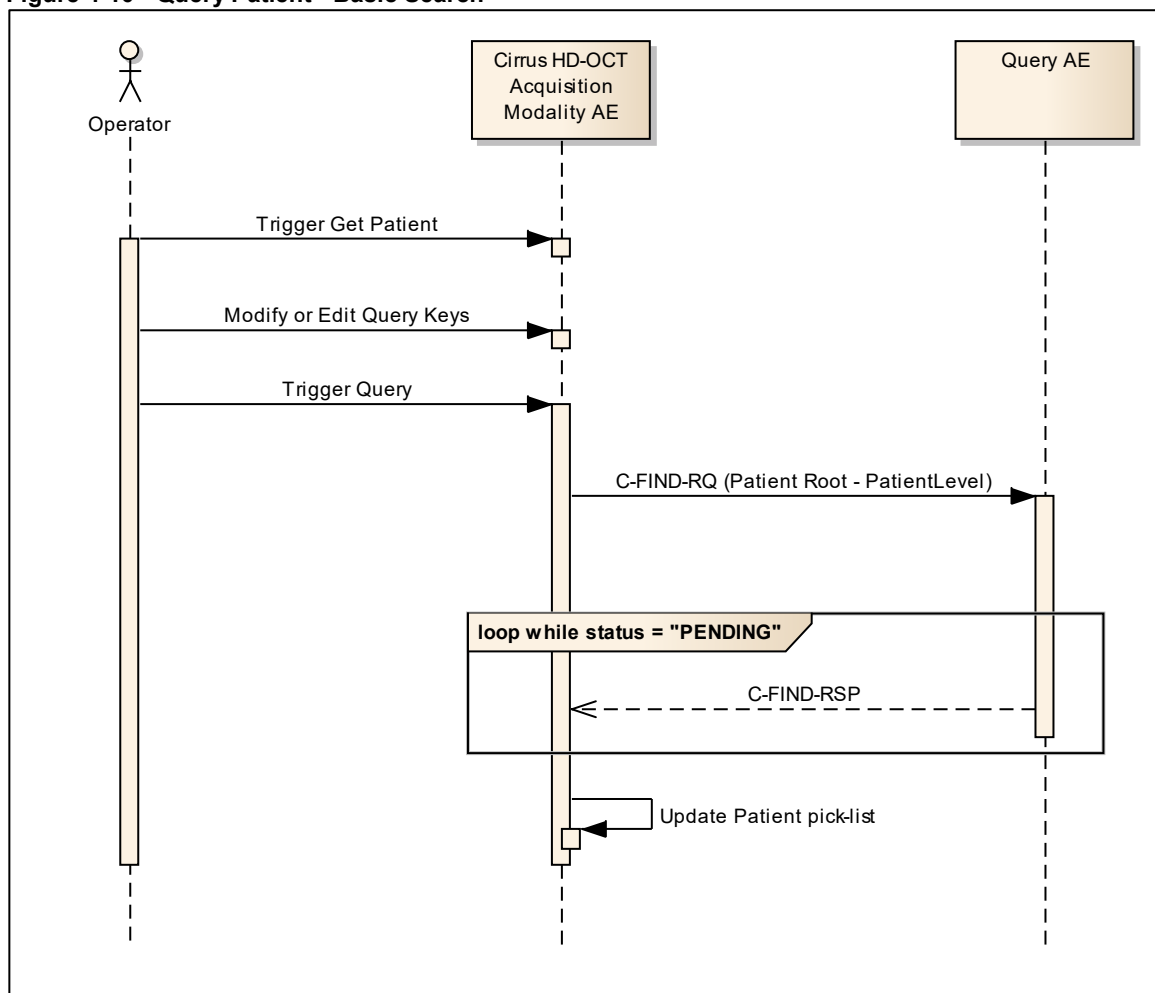 Operator
Cirrus HD-OCT
Acquisition
Modality AE
Query AE
Trigger Get Patient
Modify or Edit Query Keys
Trigger Query
C-FIND-RQ (Patient Root - PatientLevel)
loop while status = "PENDING"
C-FIND-RSP
Update Patient pick-list